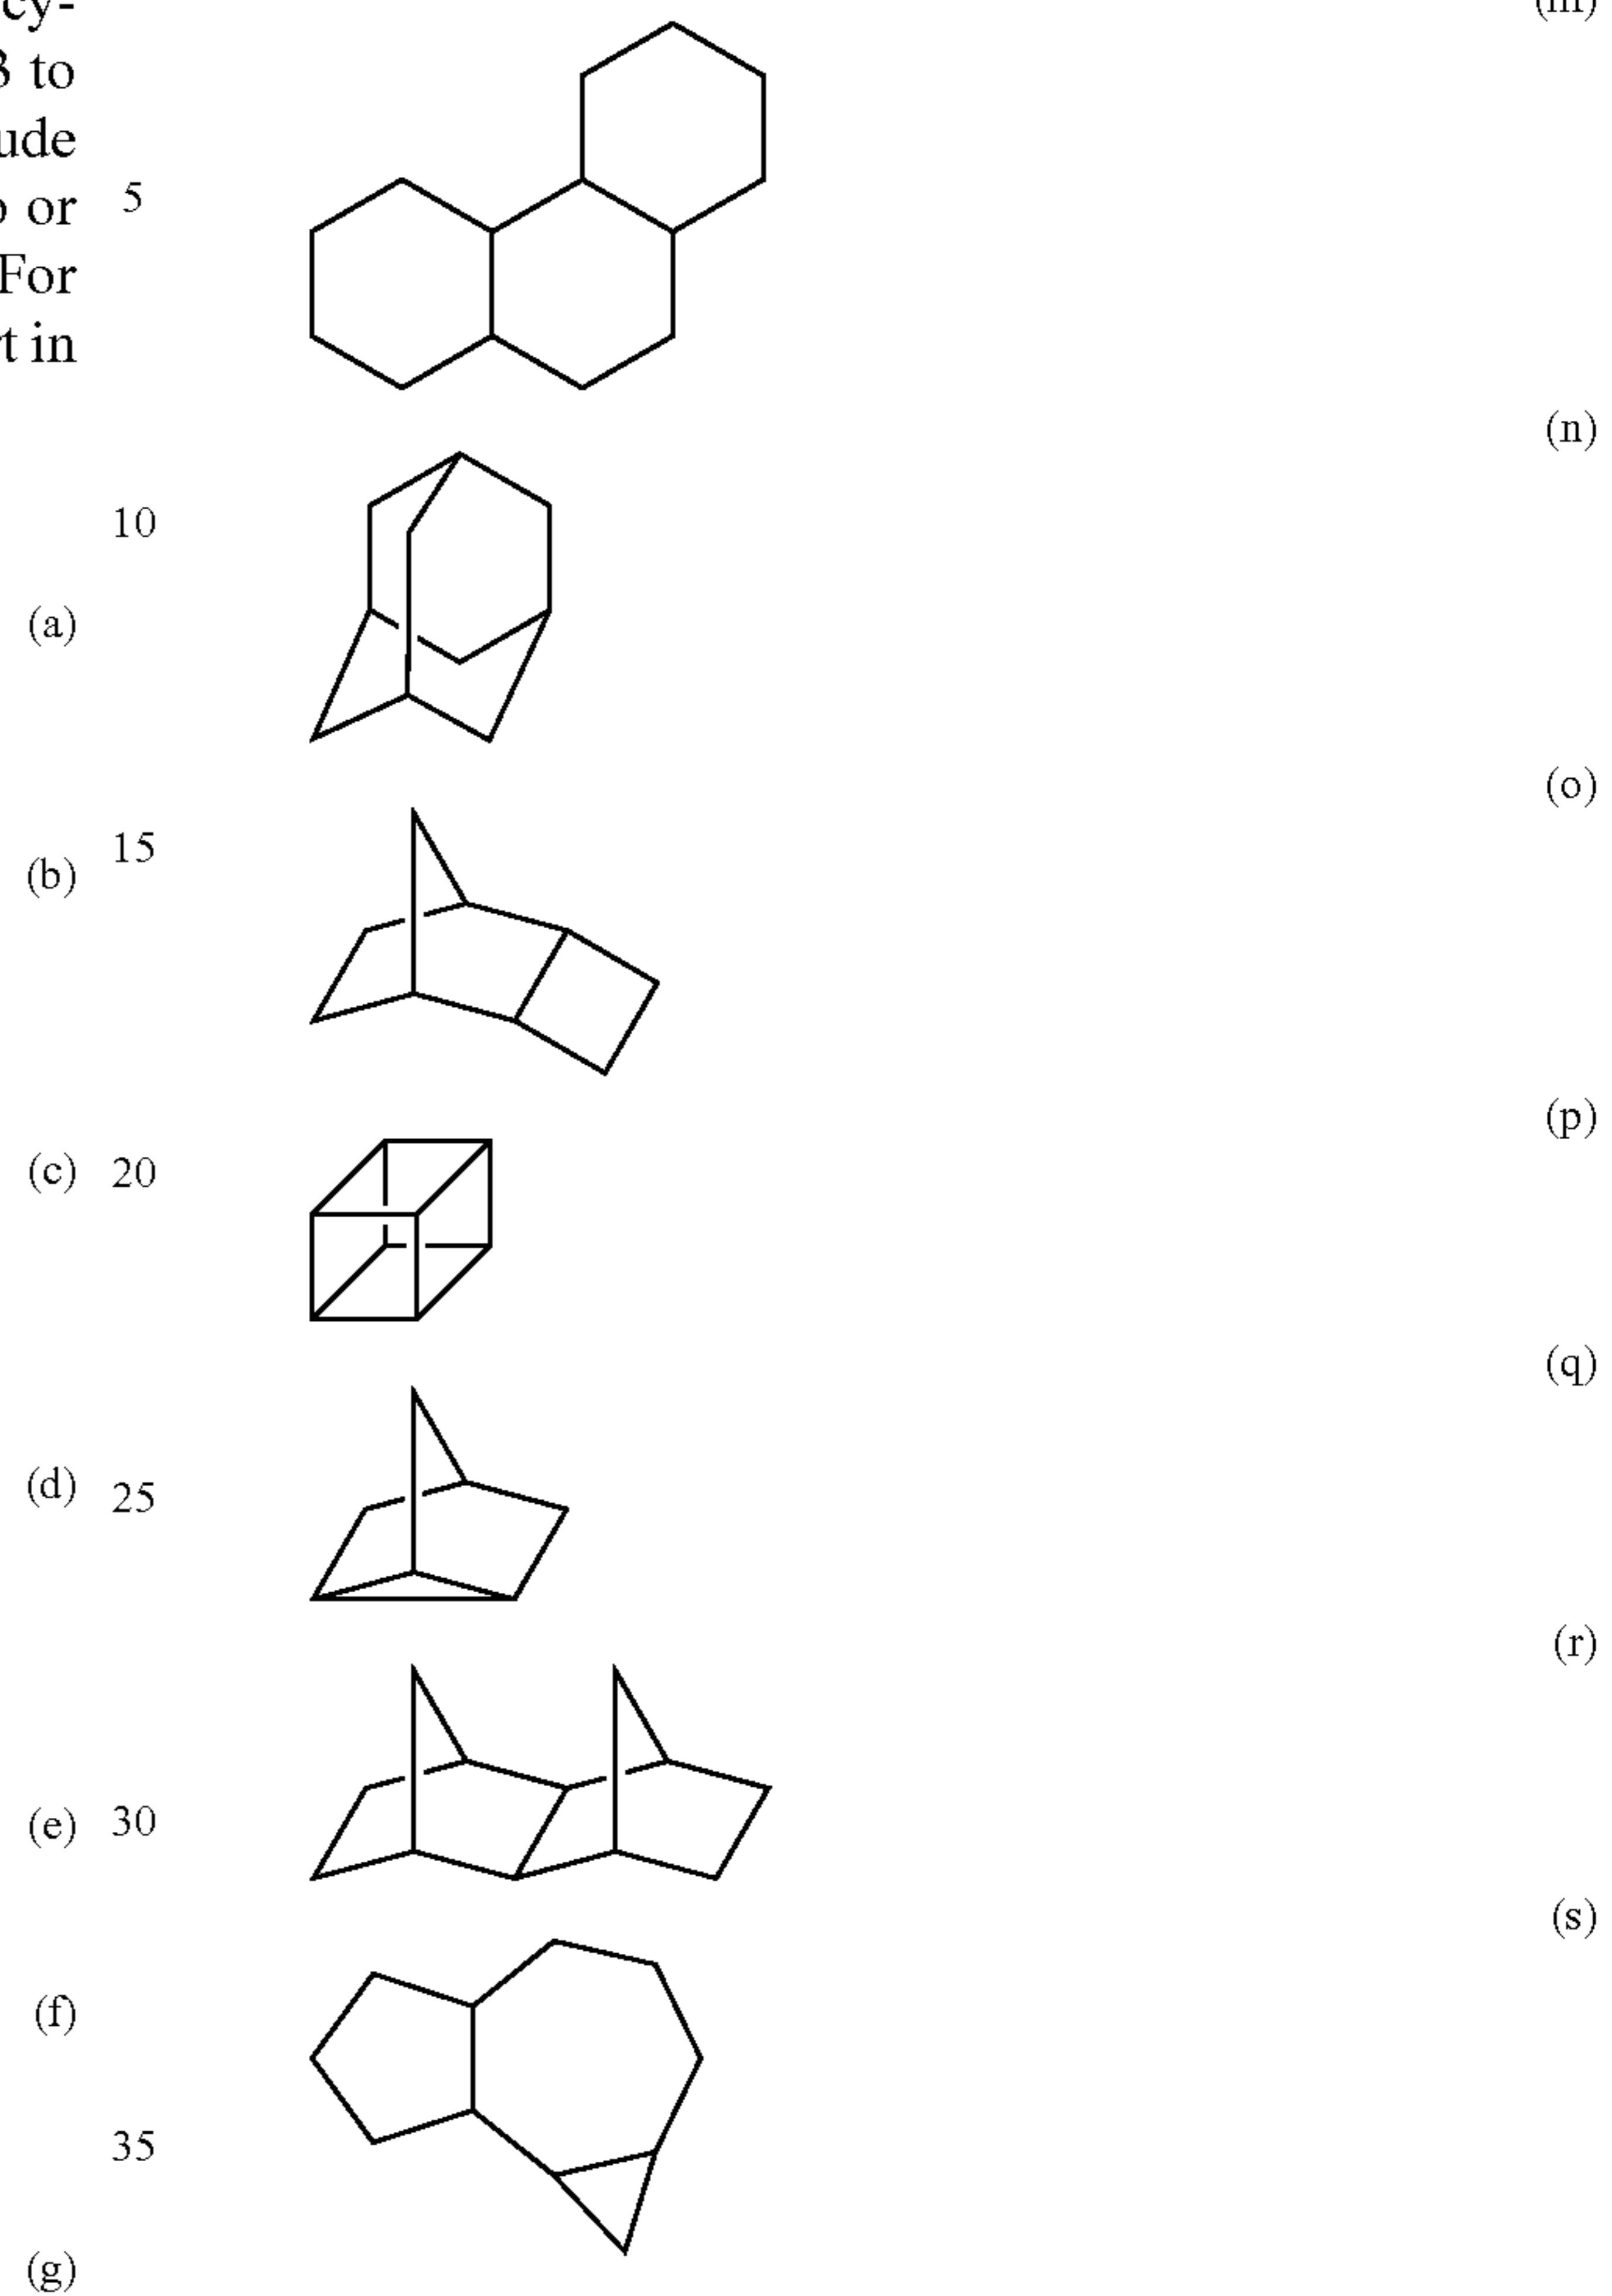 cy-
3 to
ude
o or
For
t in
(a)
(b)
(c)
(d)
(e)
(f)
(g)
5
10
15
20
25
30
35
(m)
(n)
(o)
(p)
(q)
(r)
(s)